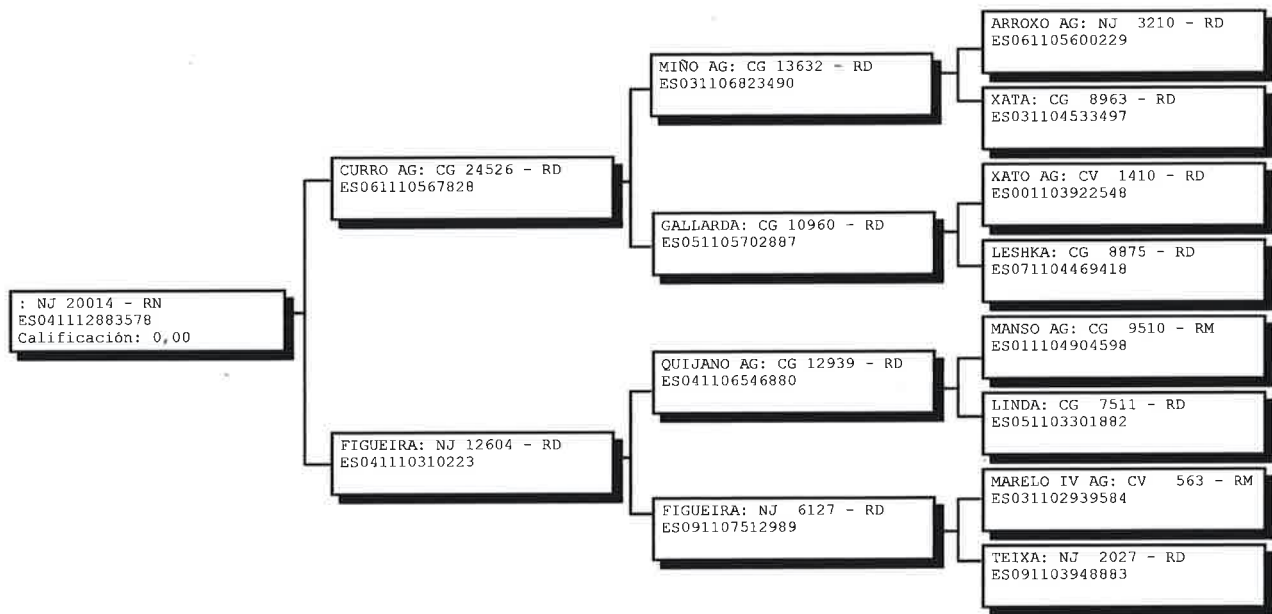 ARROXO AG: NJ 3210 - RD
ES061105600229
MIÑO AG: CG 13632 - RD
ES031106823490
XATA: CG 8963 - RD
ES031104533497
CURRO AG: CG 24526 - RD
ES061110567828
XATO AG: CV 1410 - RD
ES001103922548
GALLARDA: CG 10960 - RD
ES051105702887
LESHKA: CG 8875 - RD
ES071104469418
: NJ 20014 - RN
ES041112883578
Calificación: 0,00
MANSO AG: CG 9510 - RM
ES011104904598
QUIJANO AG: CG 12939 - RD
ES041106546880
LINDA: CG 7511 - RD
ES051103301882
FIGUEIRA: NJ 12604 - RD
ES041110310223
MARELO IV AG: CV 563 - RM
ES031102939584
FIGUEIRA: NJ 6127 - RD
ES091107512989
TEIXA: NJ 2027 - RD
ES091103948883